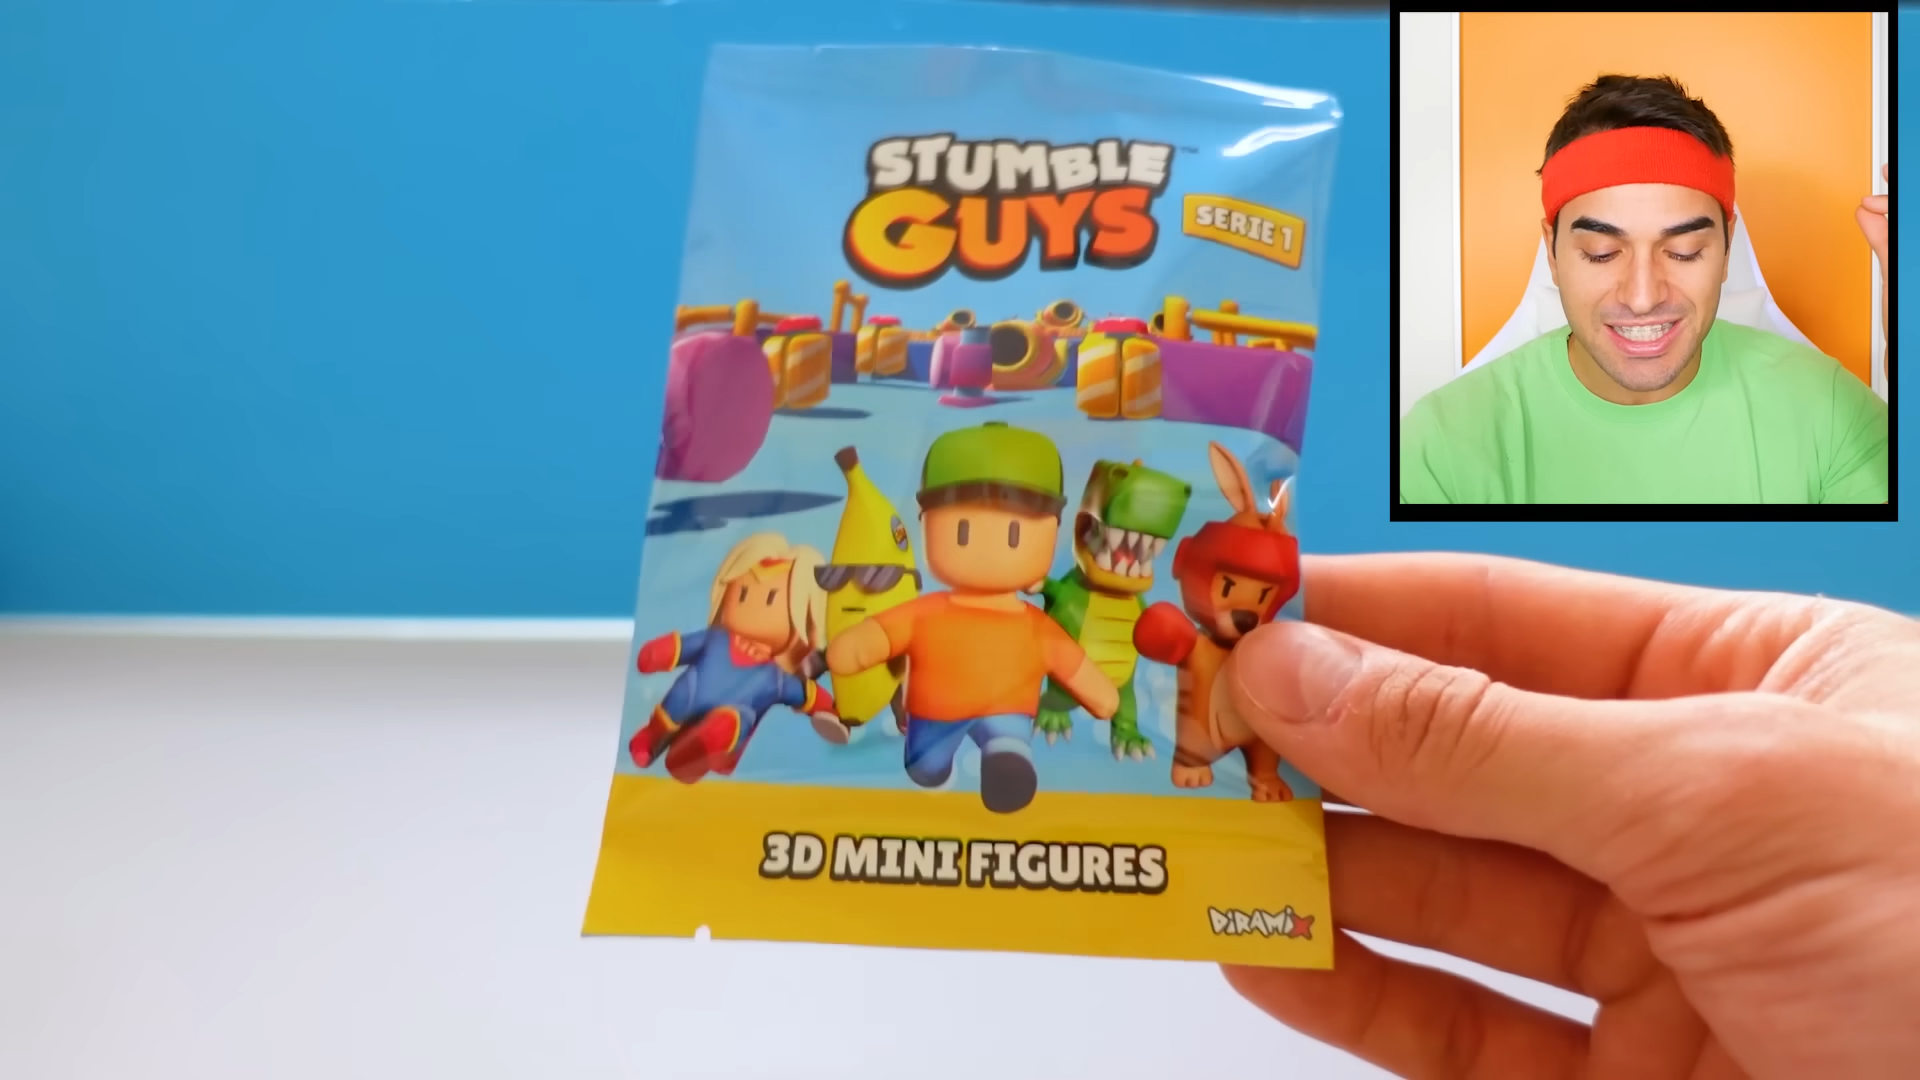 STUMBLE
GUYS
SERIE 1
3D MINI FIGURES
DIRAMIX